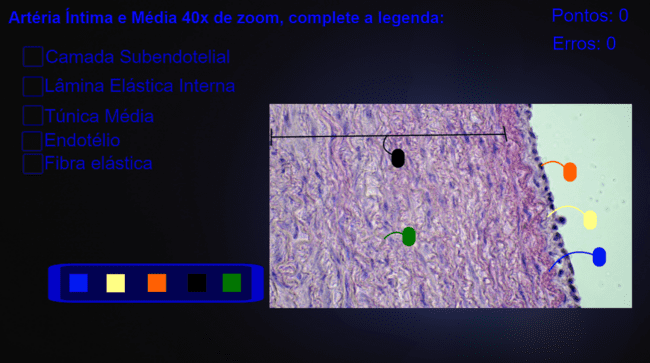 Artéria Íntima e Média 40x de zoom, complete a legenda:
Pontos: 0
Erros: 0
Camada Subendotelial
Lâmina Elástica Interna
Túnica Média
Endotélio
Fibra elástica